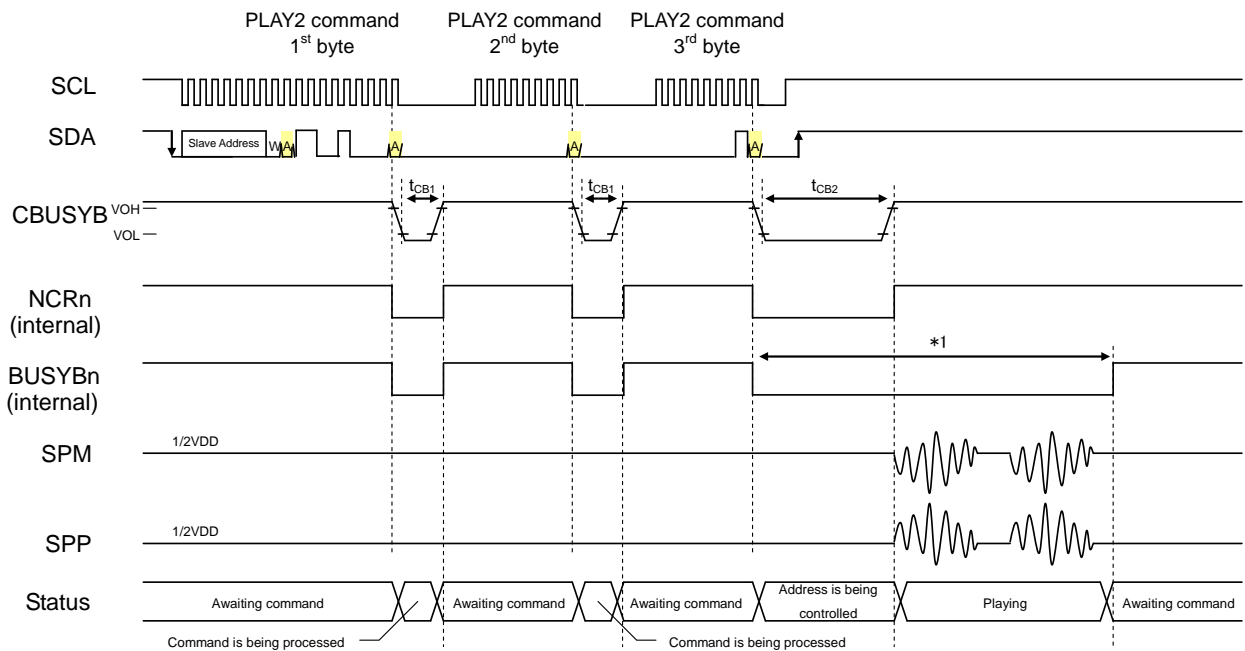 PLAY2 command
1st byte
PLAY2 command
2nd byte
PLAY2 command
3rd byte
SCL
SDA
Slave Address
W
A
A
A
A
CBUSYB
VOH
VOL
tCB1
tCB1
tCB2
NCRn
(internal)
*1
BUSYBn
(internal)
1/2VDD
SPM
1/2VDD
SPP
Status
Awaiting command
Awaiting command
Awaiting command
Address is being
controlled
Playing
Awaiting command
Command is being processed
Command is being processed